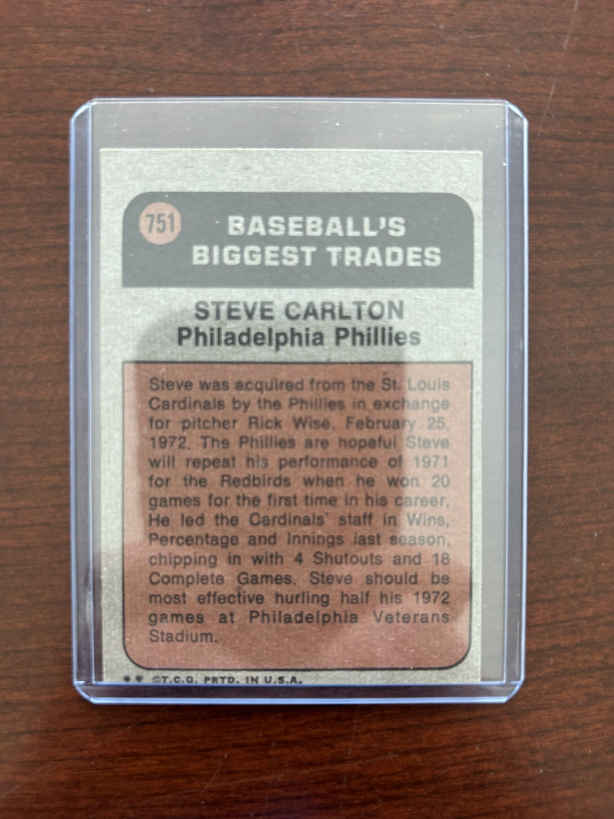 751
BASEBALL'S
BIGGEST TRADES
STEVE CARLTON
Philadelphia Phillies
Steve was acquired from the St. Louis
Cardinals by the Phillies in exchange
for pitcher Rick Wise, February 25,
1972. The Phillies are hopeful Steve
will repeat his performance of 1971
for the Redbirds when he won 20
games for the first time in his career.
He led the Cardinals' staff in Wins,
Percentage and Innings last season,
chipping in with 4 Shutouts and 18
Complete Games. Steve should be
most effective hurling half his 1972
games at Philadelphia Veterans
Stadium.
** ©T.C.G. PRTD. IN U.S.A.